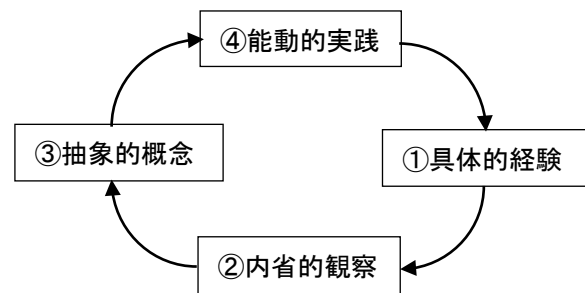 ④能動的実践
③抽象的概念
①具体的経験
②内省的観察